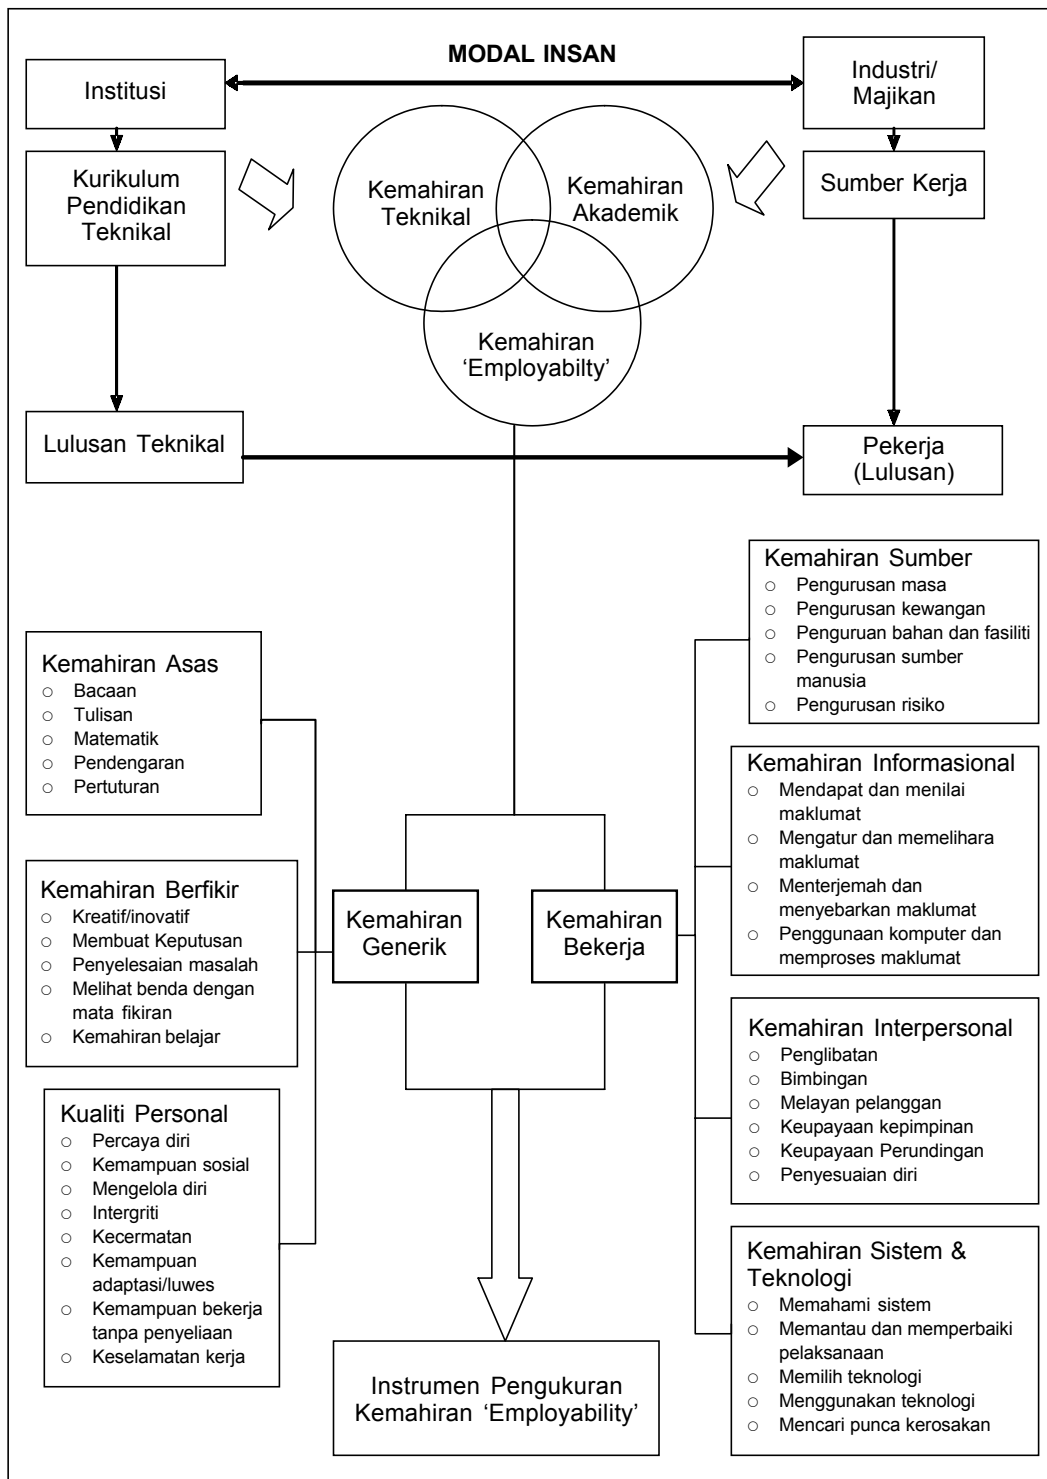 MODAL INSAN
Institusi
Industri/
Majikan
Kurikulum
Pendidikan
Teknikal
Kemahiran
Teknikal
Kemahiran
Akademik
Sumber Kerja
Kemahiran
‘Employabilty’
Lulusan Teknikal
Pekerja
(Lulusan)
Kemahiran Asas
○ Bacaan
○ Tulisan
○ Matematik
○ Pendengaran
○ Pertuturan
Kemahiran Berfikir
○ Kreatif/inovatif
○ Membuat Keputusan
○ Penyelesaian masalah
○ Melihat benda dengan
mata fikiran
○ Kemahiran belajar
Kualiti Personal
○ Percaya diri
○ Kemampuan sosial
○ Mengelola diri
○ Intergriti
○ Kecermatan
○ Kemampuan
adaptasi/luwes
○ Kemampuan bekerja
tanpa penyeliaan
○ Keselamatan kerja
Kemahiran
Generik
Kemahiran
Bekerja
Kemahiran Sumber
○ Pengurusan masa
○ Pengurusan kewangan
○ Penguruan bahan dan fasiliti
○ Pengurusan sumber
manusia
○ Pengurusan risiko
Kemahiran Informasional
○ Mendapat dan menilai
maklumat
○ Mengatur dan memelihara
maklumat
○ Menterjemah dan
menyebarkan maklumat
○ Penggunaan komputer dan
memproses maklumat
Kemahiran Interpersonal
○ Penglibatan
○ Bimbingan
○ Melayan pelanggan
○ Keupayaan kepimpinan
○ Keupayaan Perundingan
○ Penyesuaian diri
Kemahiran Sistem &
Teknologi
○ Memahami sistem
○ Memantau dan memperbaiki
pelaksanaan
○ Memilih teknologi
○ Menggunakan teknologi
○ Mencari punca kerosakan
Instrumen Pengukuran
Kemahiran ‘Employability’